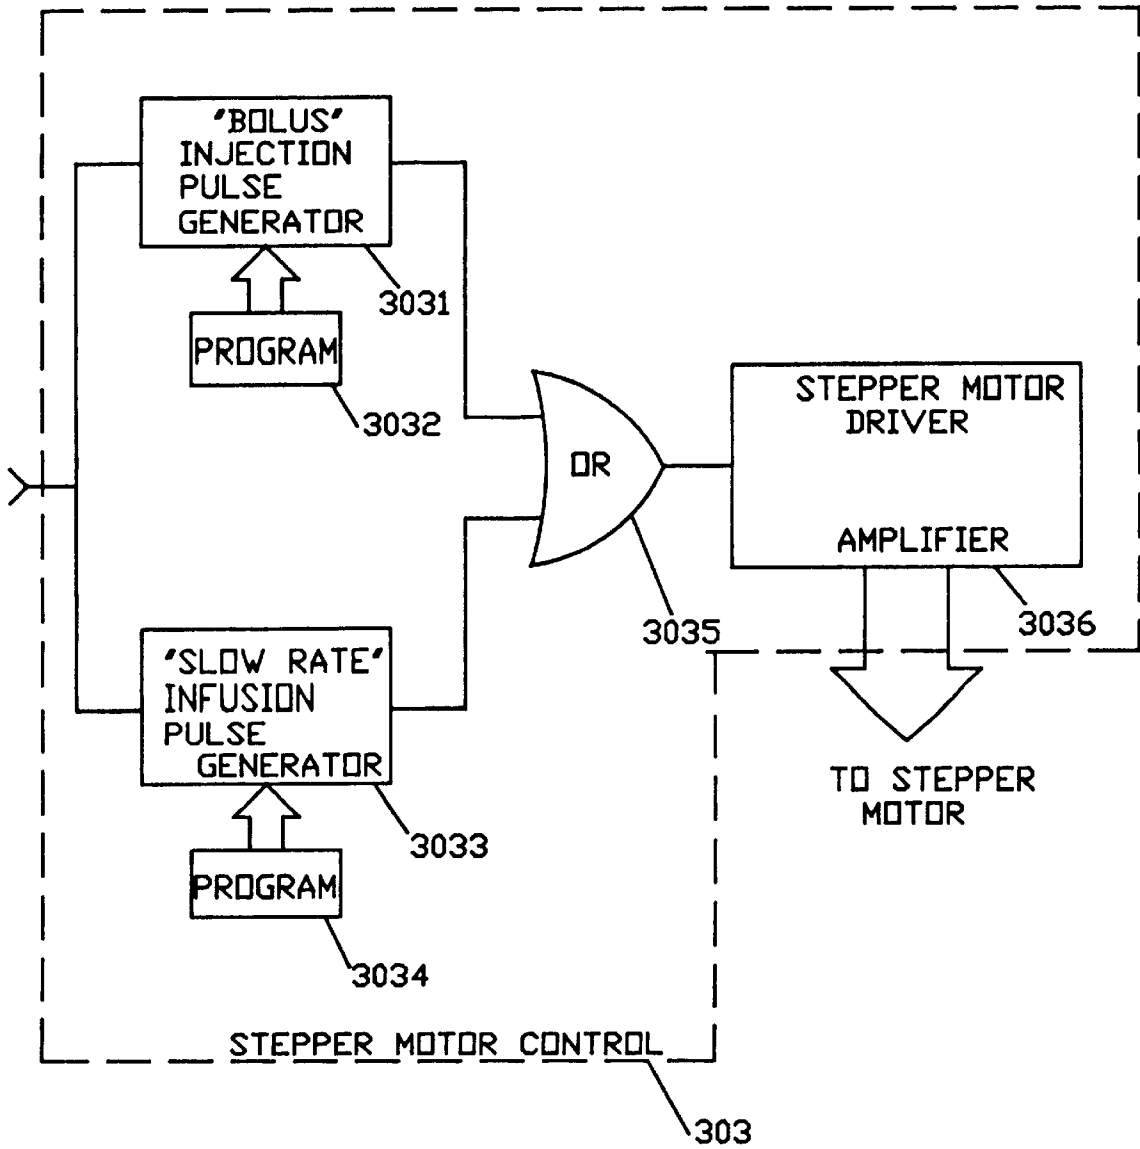 "BOLUS"
INJECTION
PULSE
GENERATOR
3031
PROGRAM
3032
OR
3035
STEPPER MOTOR
DRIVER
AMPLIFIER
3036
TO STEPPER
MOTOR
"SLOW RATE"
INFUSION
PULSE
GENERATOR
3033
PROGRAM
3034
STEPPER MOTOR CONTROL
303